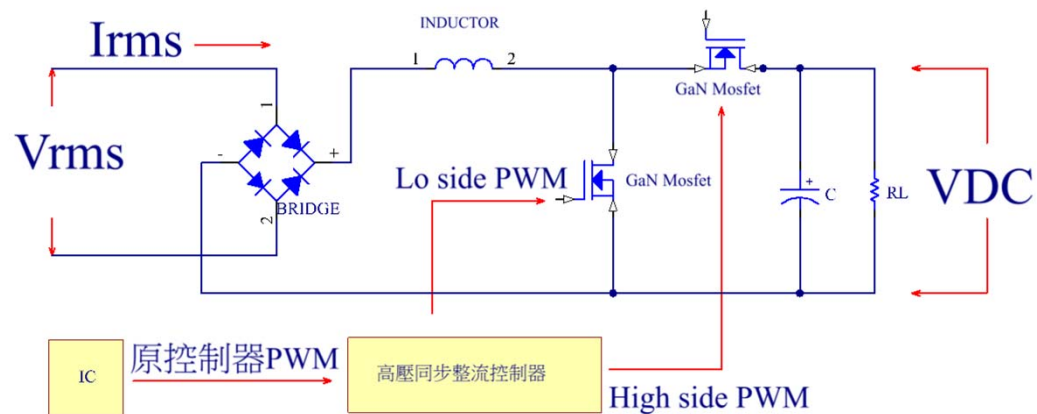 Irms
INDUCTOR
1
2
GaN Mosfet
1
Vrms
-
+
Lo side PWM
GaN Mosfet
+
C
RL
VDC
BRIDGE
2
原控制器PWM
IC
高壓同步整流控制器
High side PWM